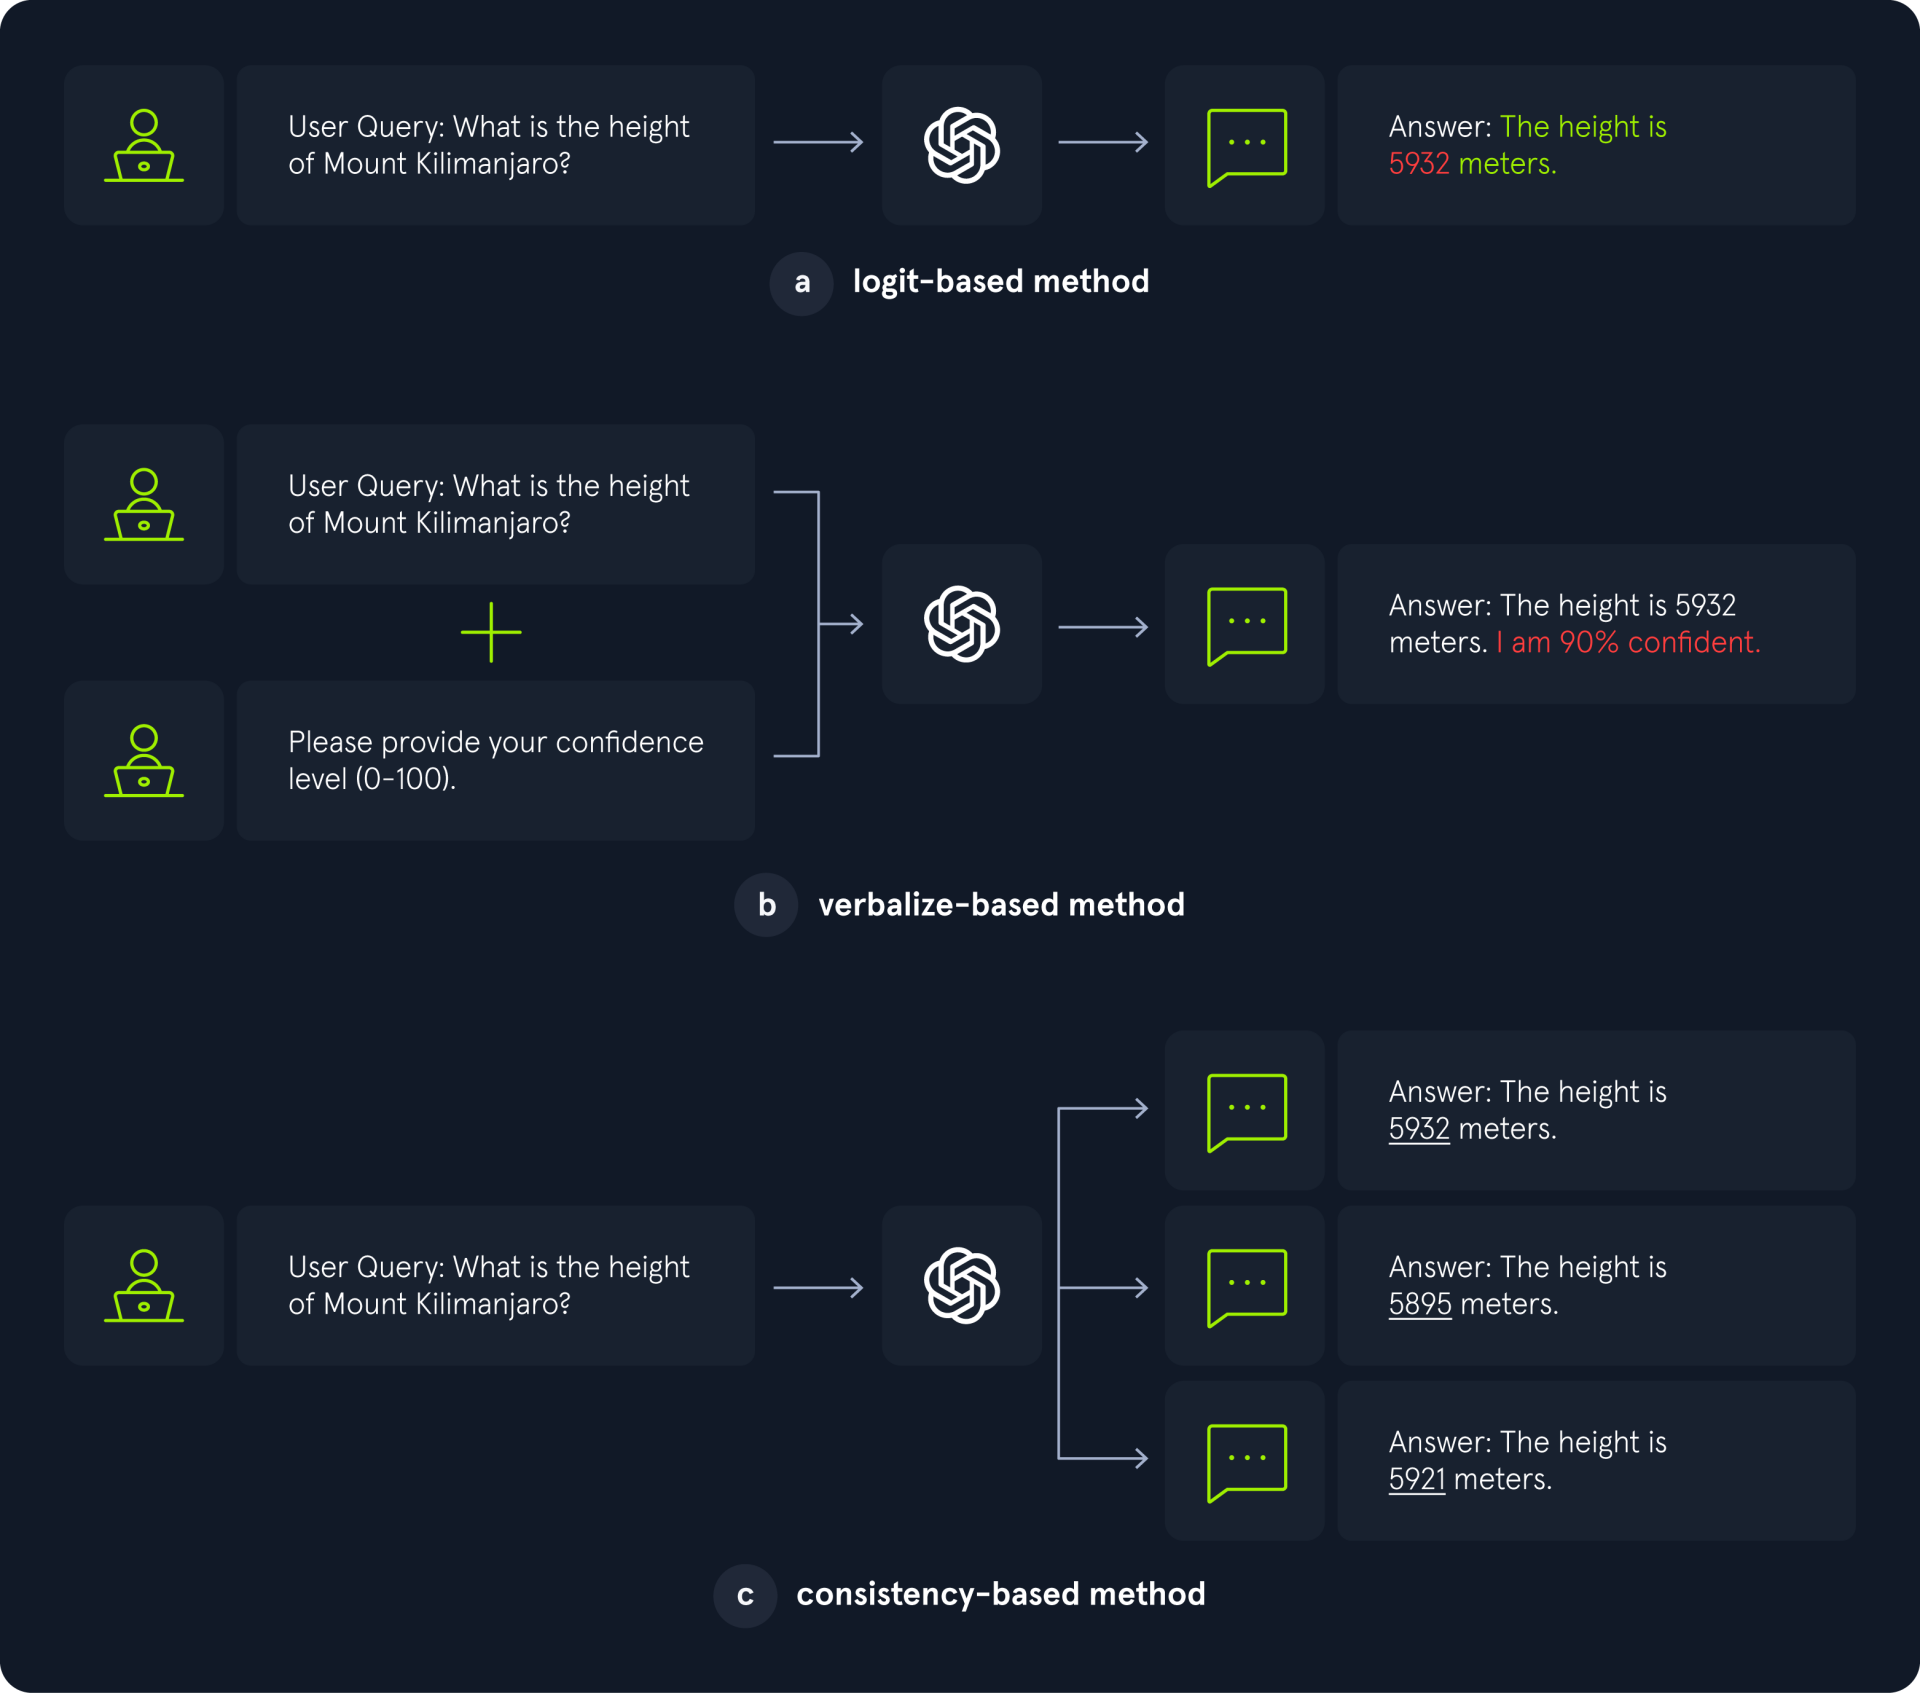 User Query: What is the height
of Mount Kilimanjaro?
Answer: The height is
5932 meters.
a logit-based method
User Query: What is the height
of Mount Kilimanjaro?
Please provide your confidence
level (0-100).
Answer: The height is 5932
meters. I am 90% confident.
b verbalize-based method
User Query: What is the height
of Mount Kilimanjaro?
Answer: The height is
5932 meters.
Answer: The height is
5895 meters.
Answer: The height is
5921 meters.
c consistency-based method